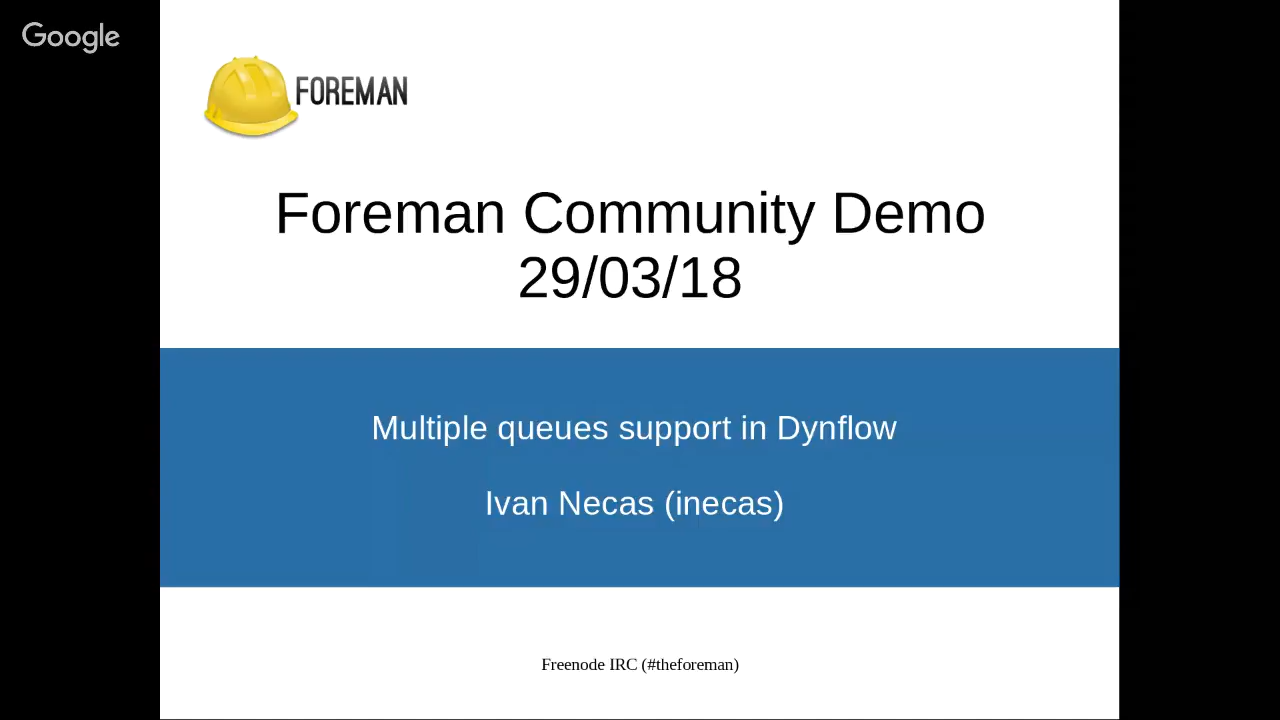 Google
FOREMAN
Foreman Community Demo
29/03/18
Multiple queues support in Dynflow
Ivan Necas (inecas)
Freenode IRC (#theforeman)